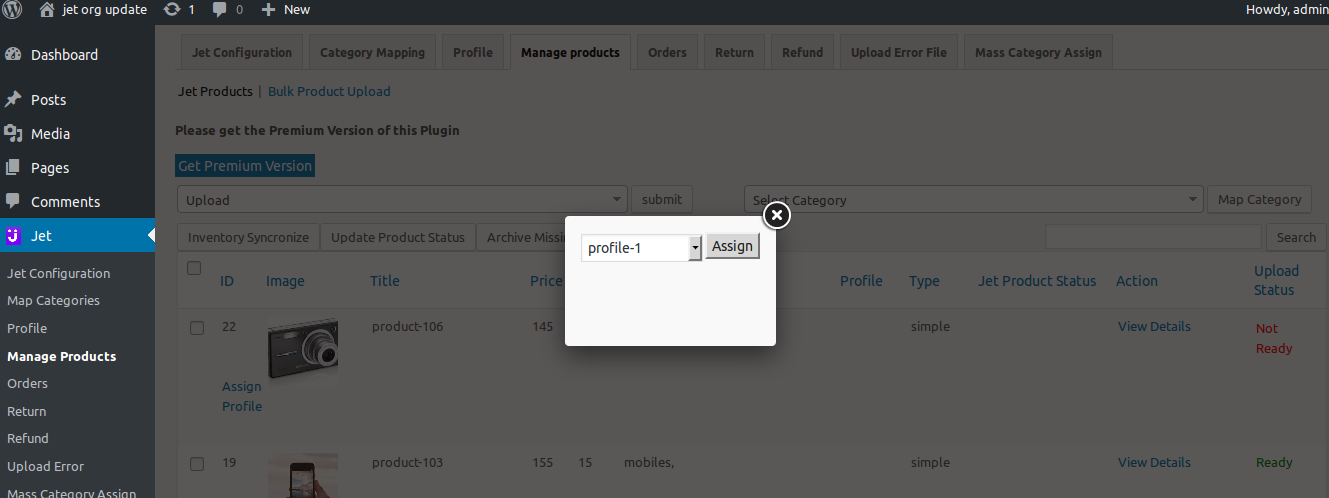 jet org update 1 0 New Howdy, admin
Dashboard
Posts
Media
Pages
Comments
Jet
Jet Configuration
Map Categories
Profile
Manage Products
Orders
Return
Refund
Upload Error
Mass Category Assign
Jet Configuration Category Mapping Profile Manage products Orders Return Refund Upload Error File Mass Category Assign
Jet Products | Bulk Product Upload
Please get the Premium Version of this Plugin
Get Premium Version
Upload submit Select Category Map Category
Inventory Syncronize Update Product Status Archive Missi Search
profile-1 Assign
ID Image Title Price Profile Type Jet Product Status Action Upload
Status
22 product-106 145 simple View Details Not
Ready
Assign
Profile
19 product-103 155 15 mobiles, simple View Details Ready